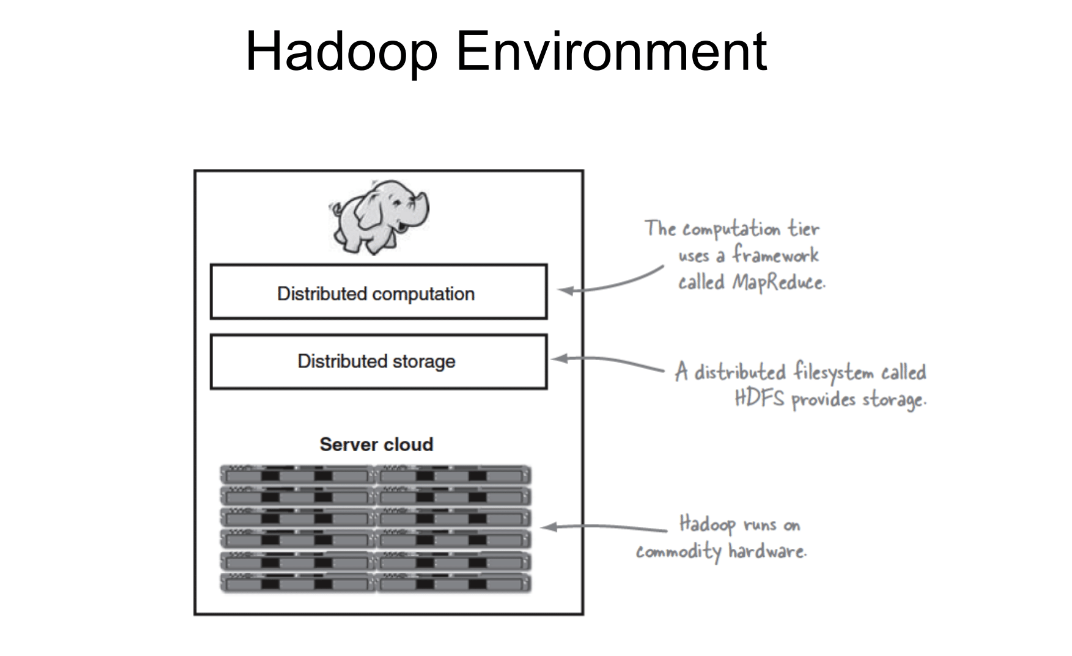 Hadoop Environment
Distributed computation
The computation tier
uses a framework
called MapReduce.
Distributed storage
A distributed filesystem called
HDFS provides storage.
Server cloud
Hadoop runs on
commodity hardware.